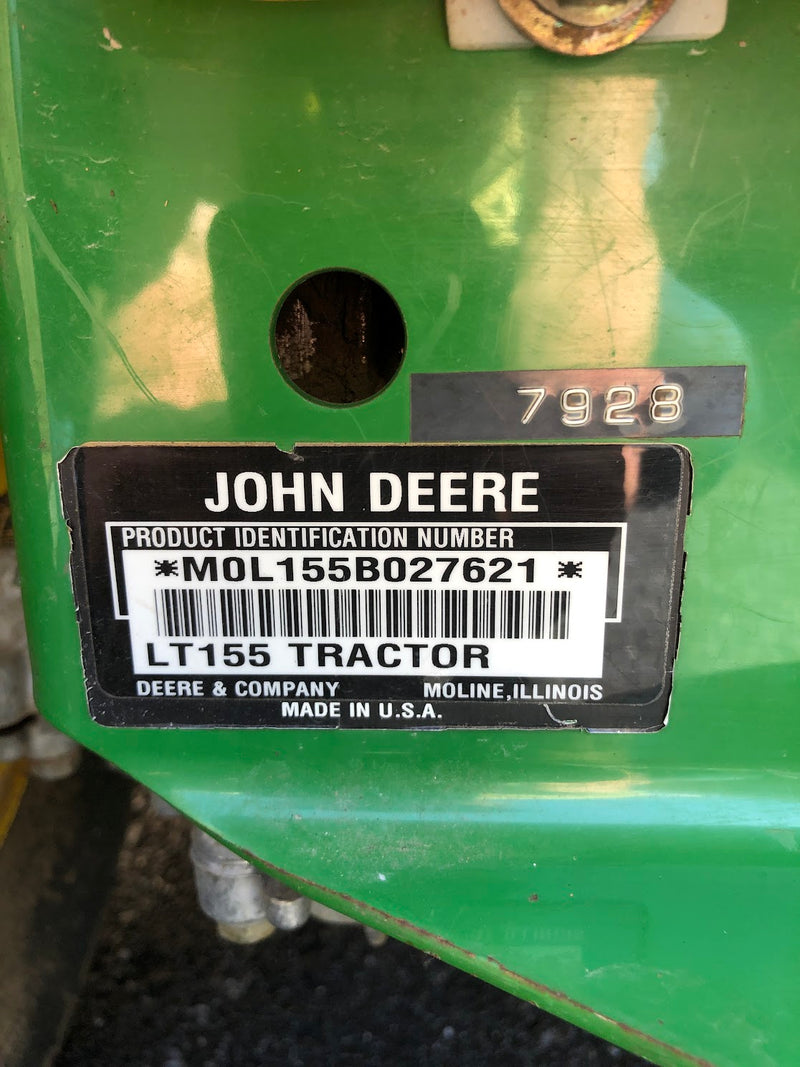 7928
JOHN DEERE
PRODUCT IDENTIFICATION NUMBER
*M0L155B027621 *
LT155 TRACTOR
DEERE & COMPANY MOLINE, ILLINOIS
MADE IN U.S.A.